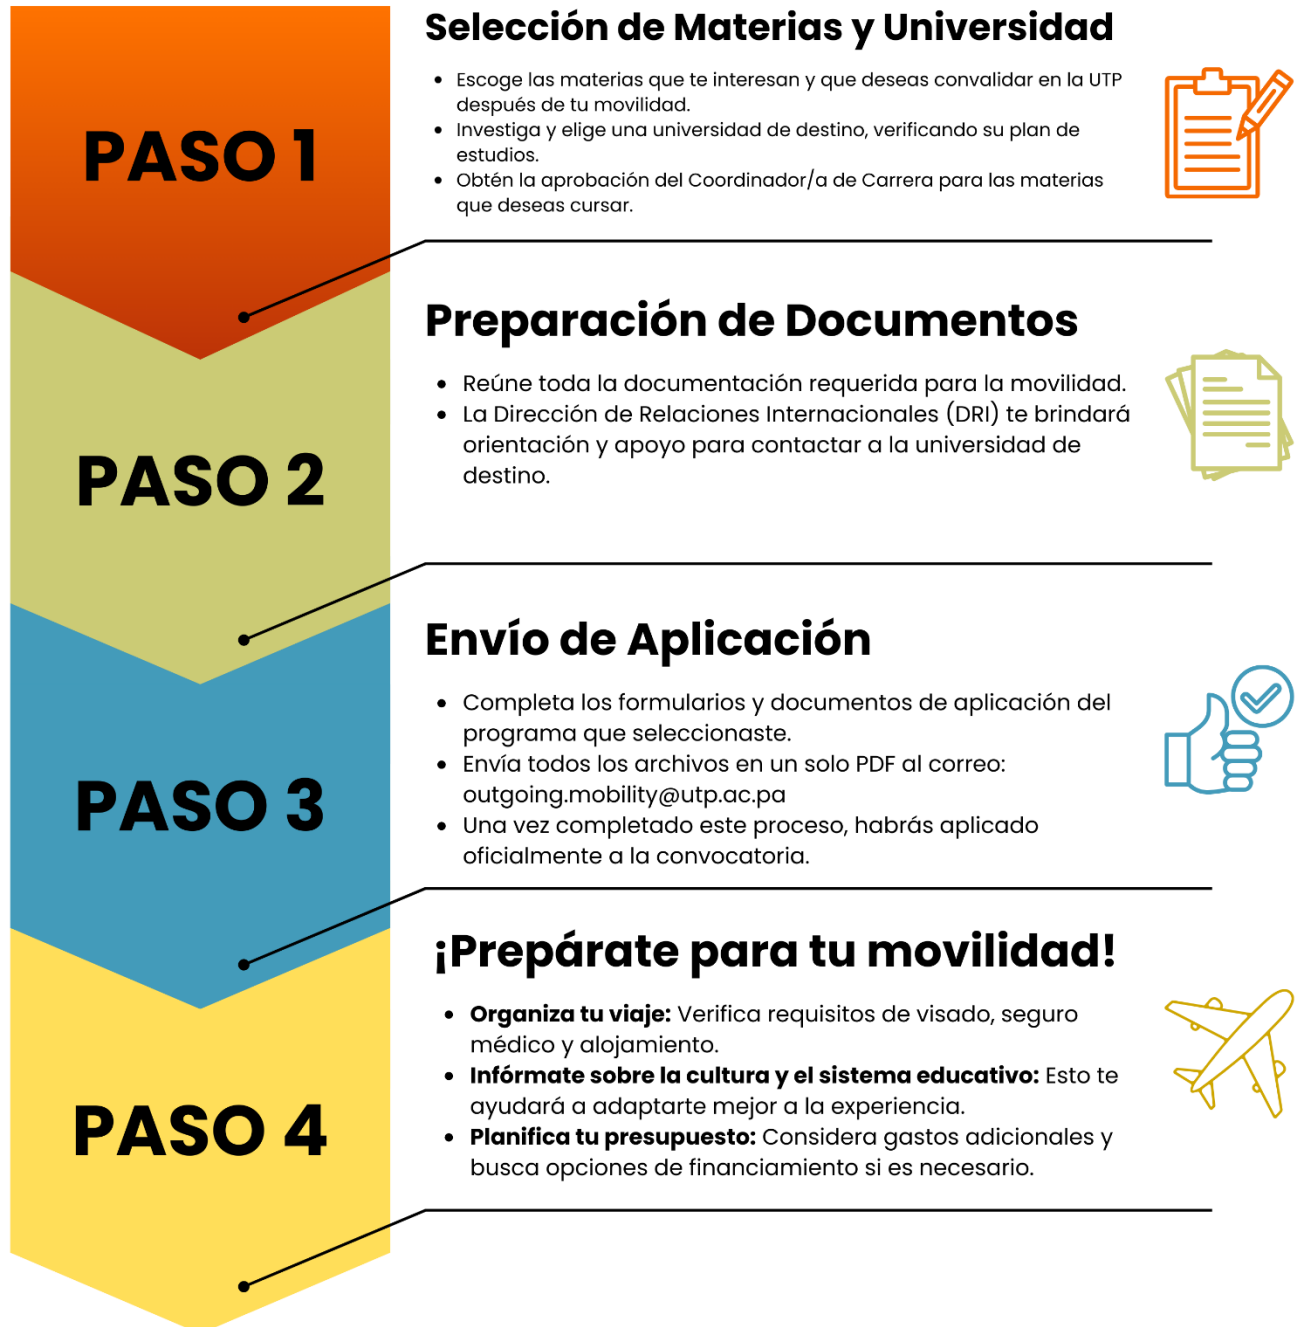 PASO 1
Selección de Materias y Universidad
• Escoge las materias que te interesan y que deseas convalidar en la UTP
después de tu movilidad.
• Investiga y elige una universidad de destino, verificando su plan de
estudios.
• Obtén la aprobación del Coordinador/a de Carrera para las materias
que deseas cursar.
PASO 2
Preparación de Documentos
• Reúne toda la documentación requerida para la movilidad.
• La Dirección de Relaciones Internacionales (DRI) te brindará
orientación y apoyo para contactar a la universidad de
destino.
PASO 3
Envío de Aplicación
• Completa los formularios y documentos de aplicación del
programa que seleccionaste.
• Envía todos los archivos en un solo PDF al correo:
outgoing.mobility@utp.ac.pa
• Una vez completado este proceso, habrás aplicado
oficialmente a la convocatoria.
PASO 4
¡Prepárate para tu movilidad!
• Organiza tu viaje: Verifica requisitos de visado, seguro
médico y alojamiento.
• Infórmate sobre la cultura y el sistema educativo: Esto te
ayudará a adaptarte mejor a la experiencia.
• Planifica tu presupuesto: Considera gastos adicionales y
busca opciones de financiamiento si es necesario.